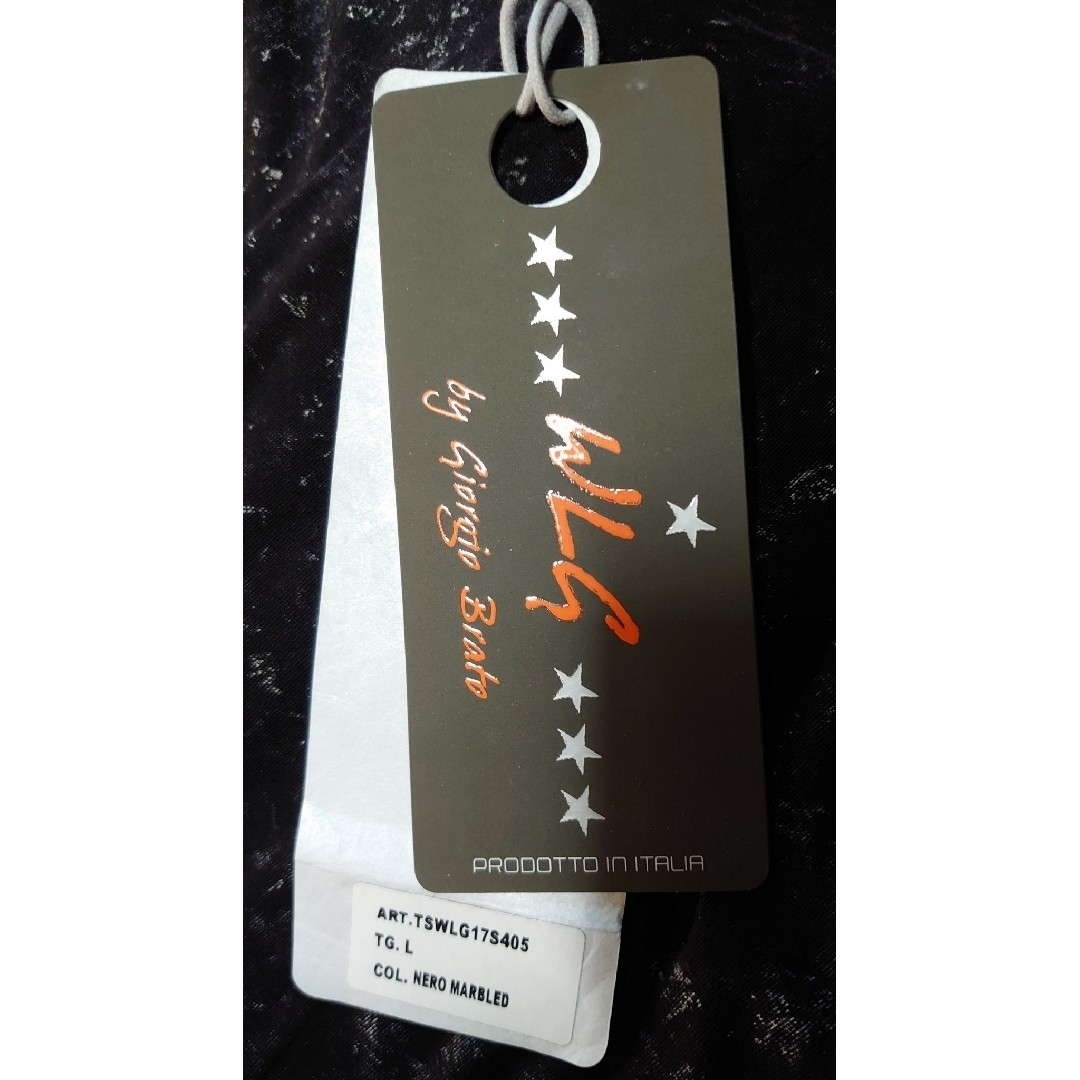 WLG
by Giorgio Brato
PRODOTTO IN ITALIA
ART.TSWLG17S405
TG. L
COL. NERO MARBLED